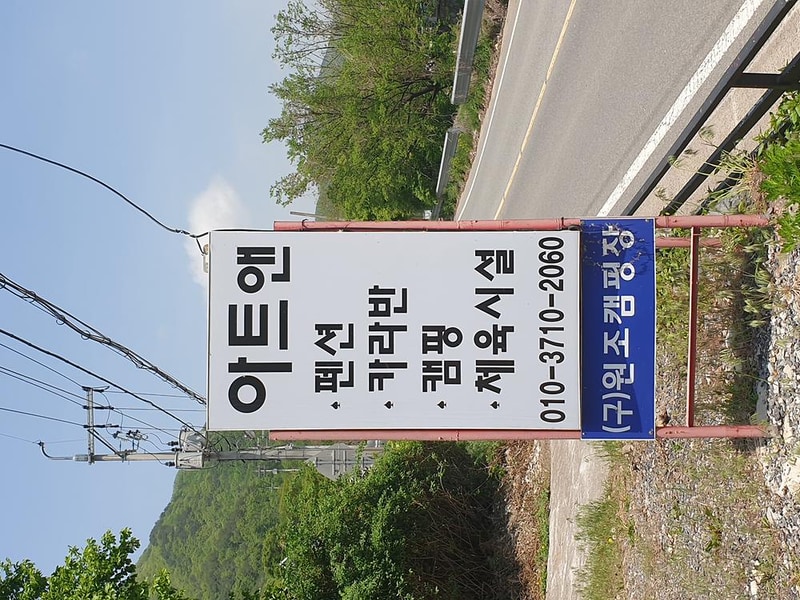 아트앤
♠ 펜션
♠ 카라반
♠ 캠핑
♠ 체육시설
010-3710-2060
(구)원조캠핑장